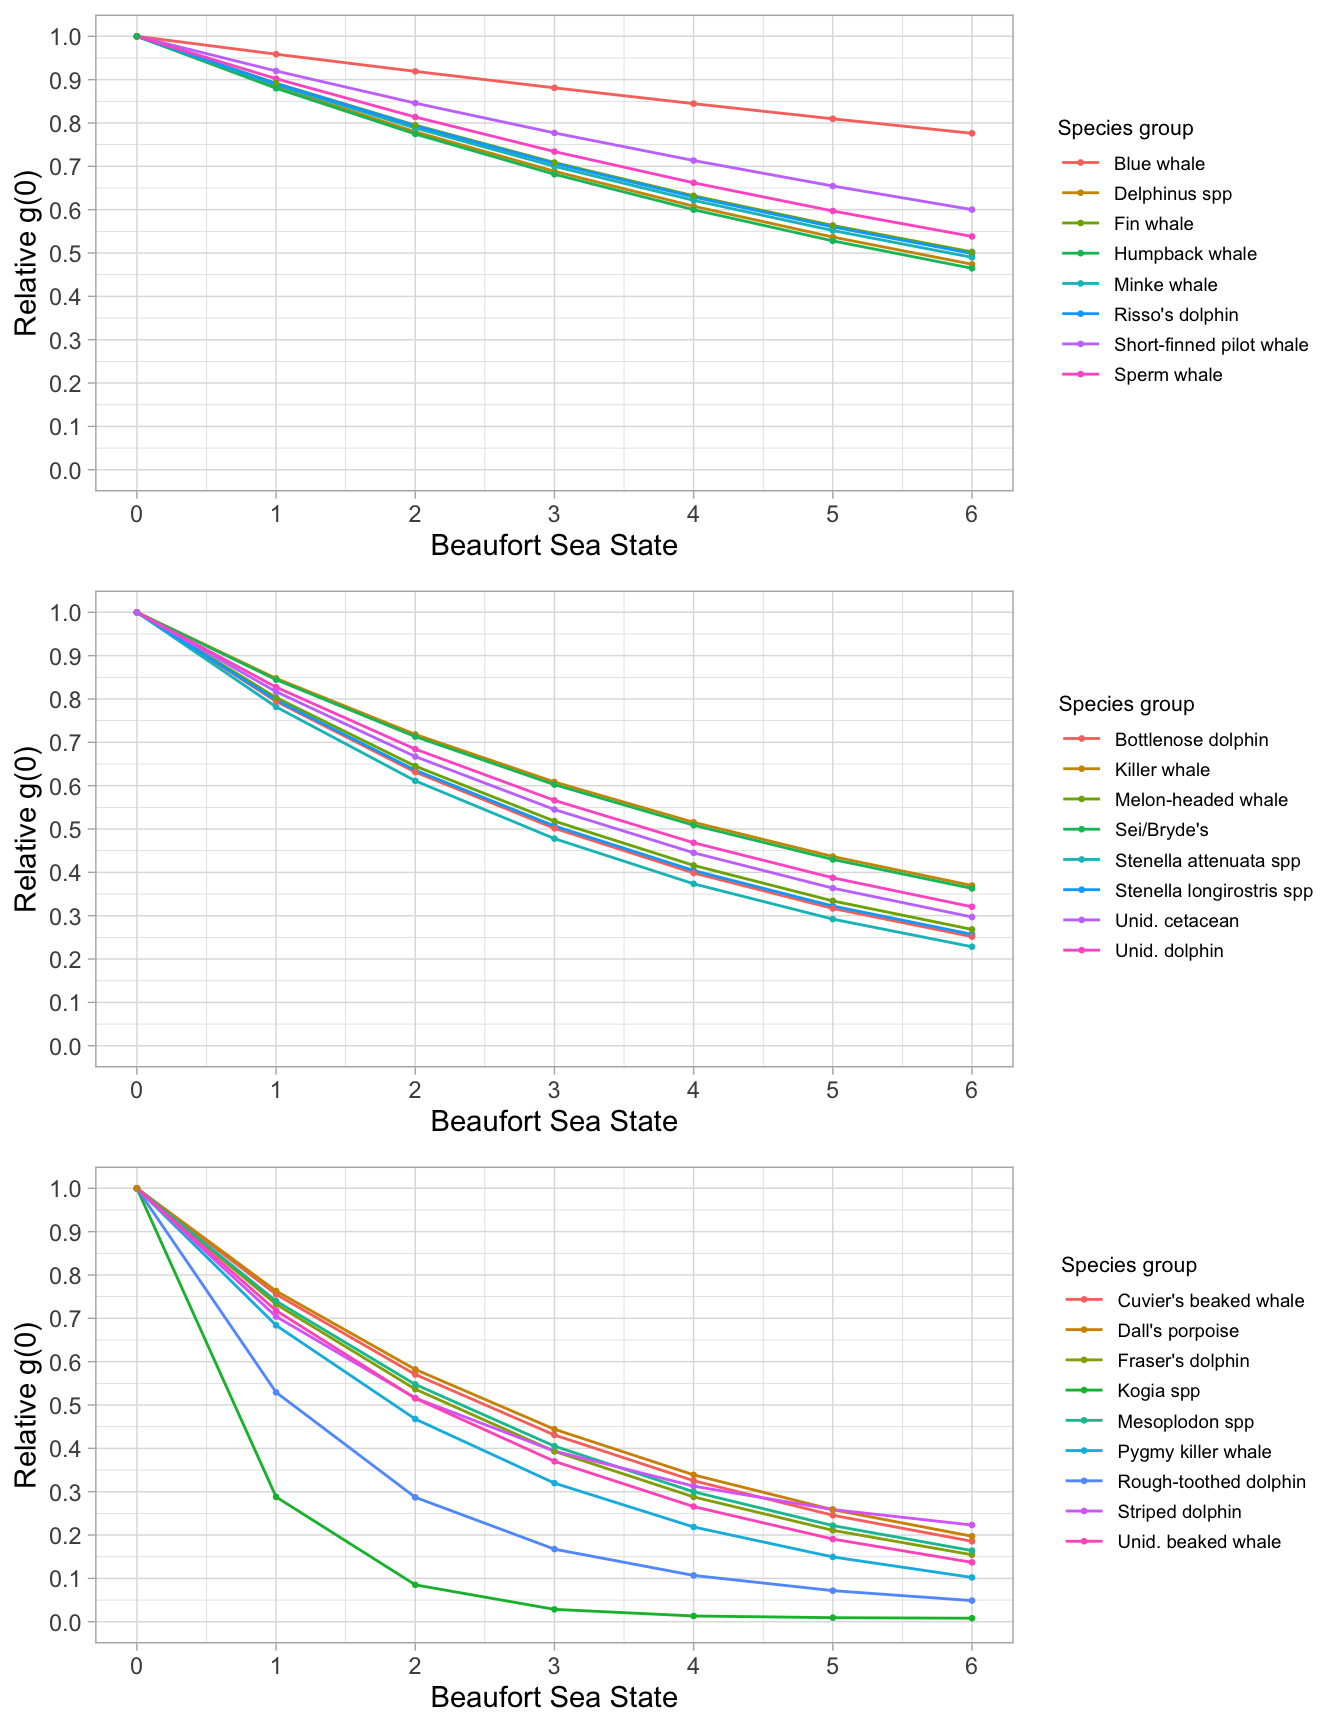 1.0
0.9
0.8
0.7
0.6
0.5
0.4
0.3
0.2
0.1
0.0
Relative g(0)
0 1 2 3 4 5 6
Beaufort Sea State
Species group
Blue whale
Delphinus spp
Fin whale
Humpback whale
Minke whale
Risso's dolphin
Short-finned pilot whale
Sperm whale
1.0
0.9
0.8
0.7
0.6
0.5
0.4
0.3
0.2
0.1
0.0
Relative g(0)
0 1 2 3 4 5 6
Beaufort Sea State
Species group
Bottlenose dolphin
Killer whale
Melon-headed whale
Sei/Bryde's
Stenella attenuata spp
Stenella longirostris spp
Unid. cetacean
Unid. dolphin
1.0
0.9
0.8
0.7
0.6
0.5
0.4
0.3
0.2
0.1
0.0
Relative g(0)
0 1 2 3 4 5 6
Beaufort Sea State
Species group
Cuvier's beaked whale
Dall's porpoise
Fraser's dolphin
Kogia spp
Mesoplodon spp
Pygmy killer whale
Rough-toothed dolphin
Striped dolphin
Unid. beaked whale